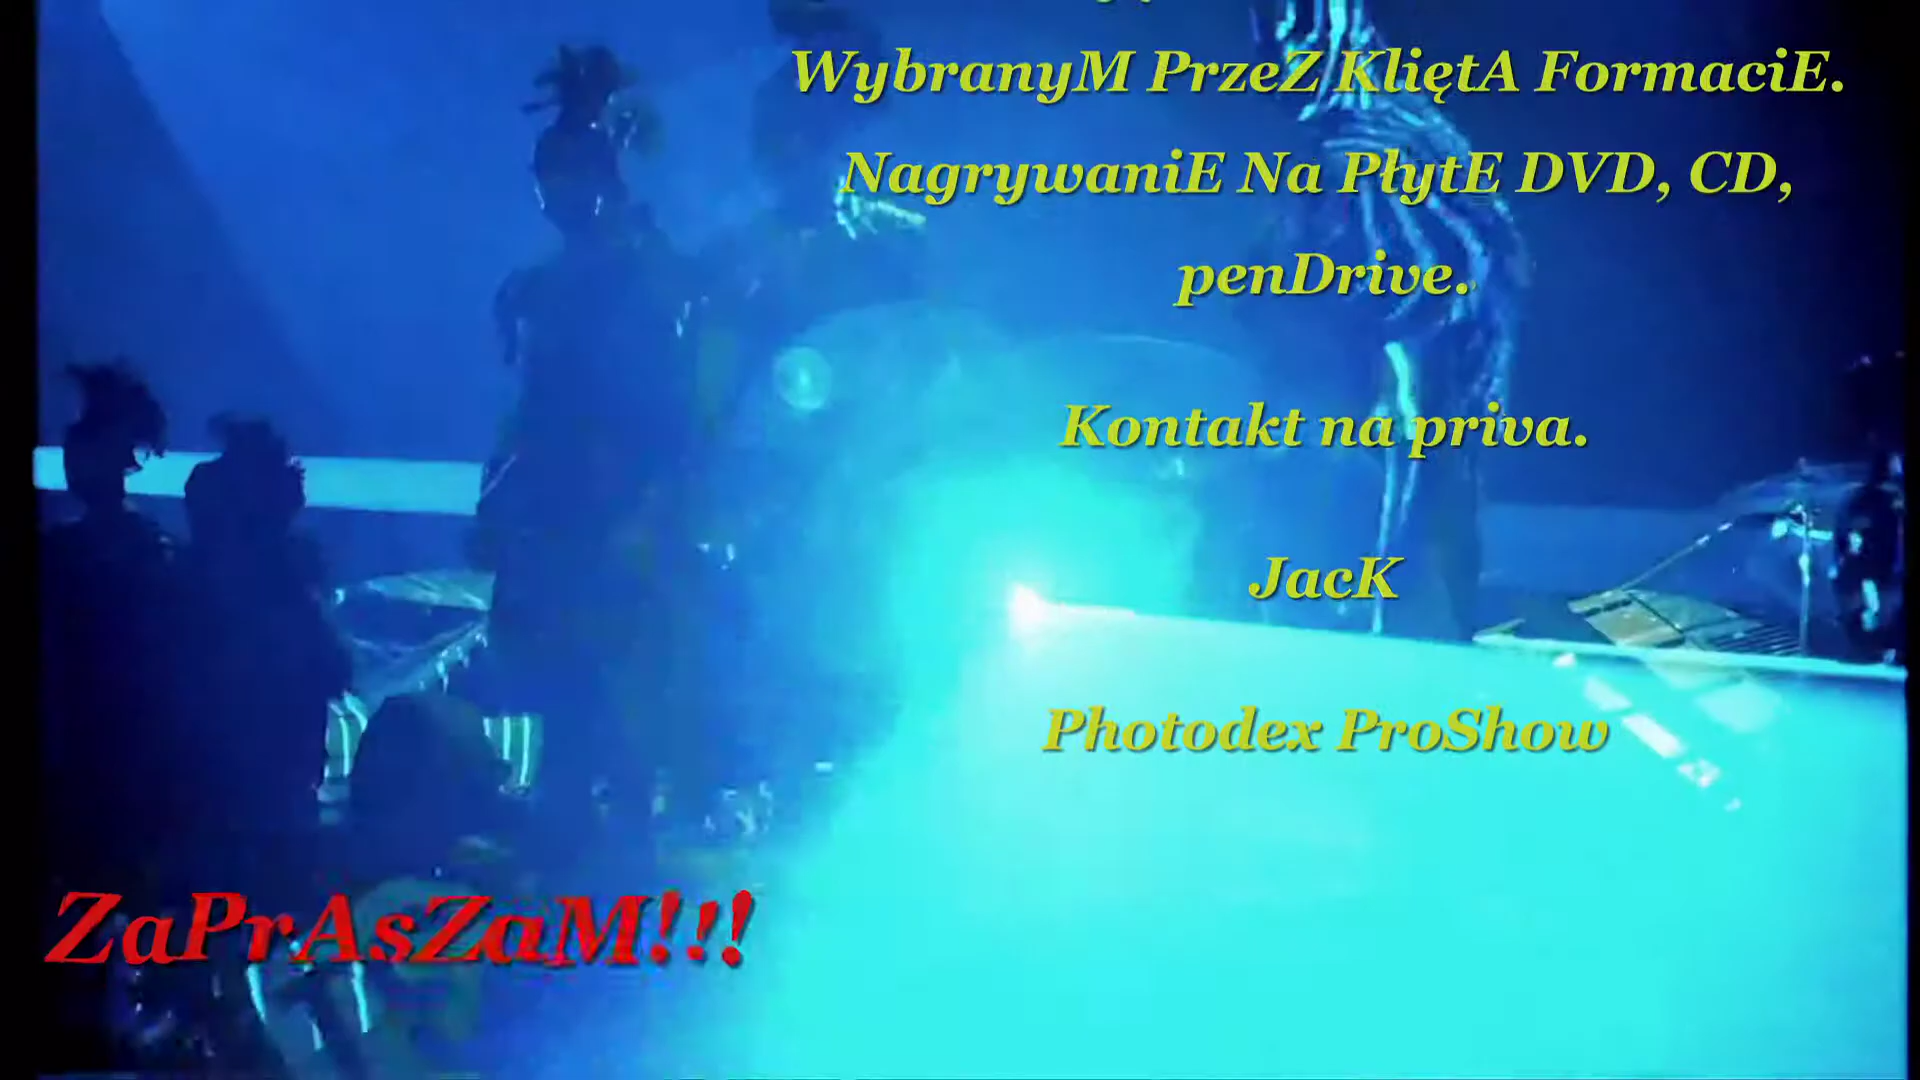 WybranyM PrzeZ KliętA FormaciE.
NagrywaniE Na PłytE DVD, CD,
penDrive.
Kontakt na priva.
JacK
Photodex ProShow
ZaPrAsZaM!!!